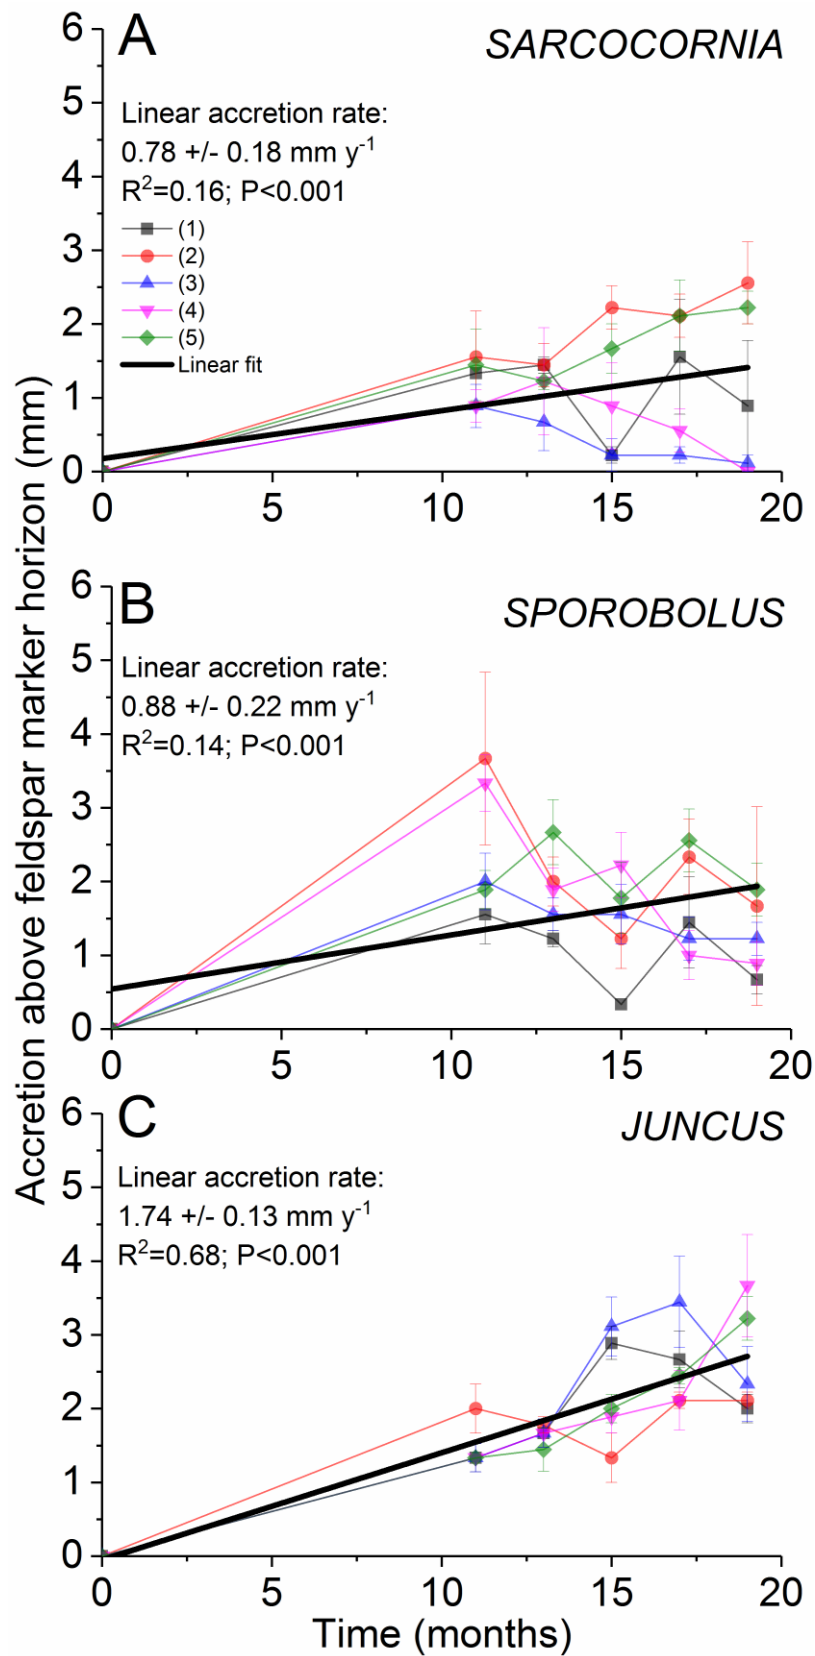 Accretion above feldspar marker horizon (mm)
A
SARCOCORNIA
Linear accretion rate:
0.78 +/- 0.18 mm y-1
R2=0.16; P<0.001
(1)
(2)
(3)
(4)
(5)
Linear fit
6
5
4
3
2
1
0
0 5 10 15 20
B
SPOROBOLUS
Linear accretion rate:
0.88 +/- 0.22 mm y-1
R2=0.14; P<0.001
6
5
4
3
2
1
0
0 5 10 15 20
C
JUNCUS
Linear accretion rate:
1.74 +/- 0.13 mm y-1
R2=0.68; P<0.001
6
5
4
3
2
1
0
0 5 10 15 20
Time (months)